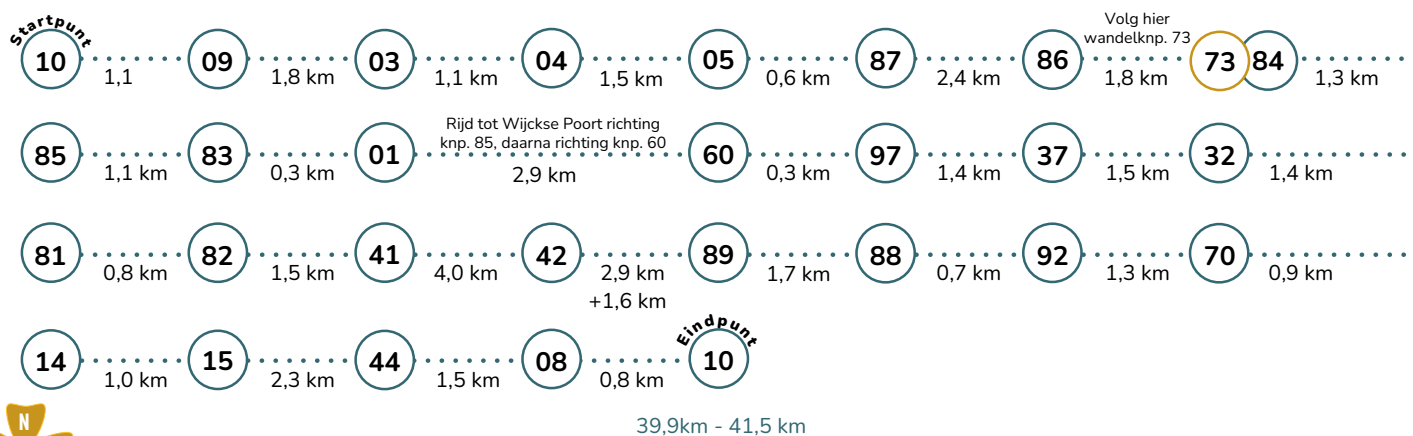 Startpunt
Volg hier
wandelknp. 73
10 09 03 04 05 87 86 73 84
1,1 1,8 km 1,1 km 1,5 km 0,6 km 2,4 km 1,8 km 1,3 km
Rijd tot Wijckse Poort richting
knp. 85, daarna richting knp. 60
85 83 01 60 97 37 32
1,1 km 0,3 km 2,9 km 0,3 km 1,4 km 1,5 km 1,4 km
81 82 41 42 89 88 92 70
0,8 km 1,5 km 4,0 km 2,9 km 1,7 km 0,7 km 1,3 km 0,9 km
+1,6 km
Eindpunt
14 15 44 08 10
1,0 km 2,3 km 1,5 km 0,8 km
N
39,9km - 41,5 km